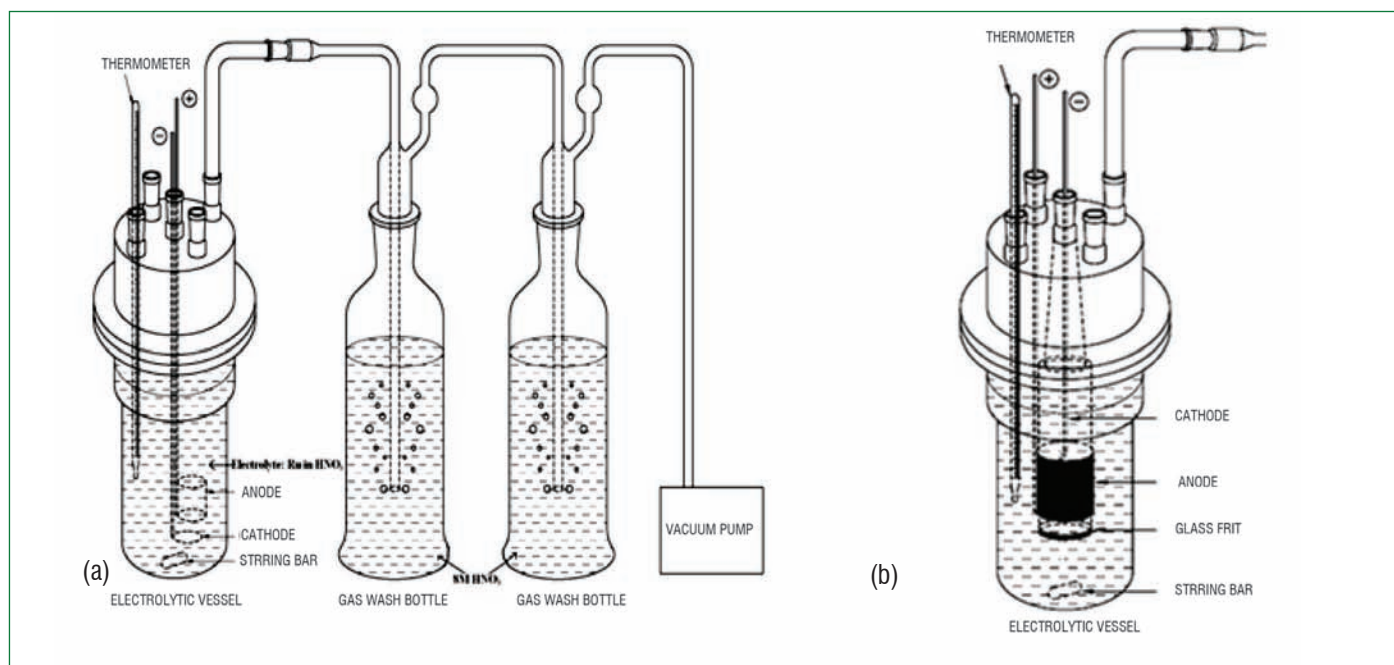 THERMOMETER
⊕
⊖
Electrolyte: Ru in HNO₃
ANODE
CATHODE
STRRING BAR
(a)
ELECTROLYTIC VESSEL
8M HNO₃
GAS WASH BOTTLE
GAS WASH BOTTLE
VACUUM PUMP
THERMOMETER
⊕
⊖
CATHODE
ANODE
GLASS FRIT
(b)
STRRING BAR
ELECTROLYTIC VESSEL